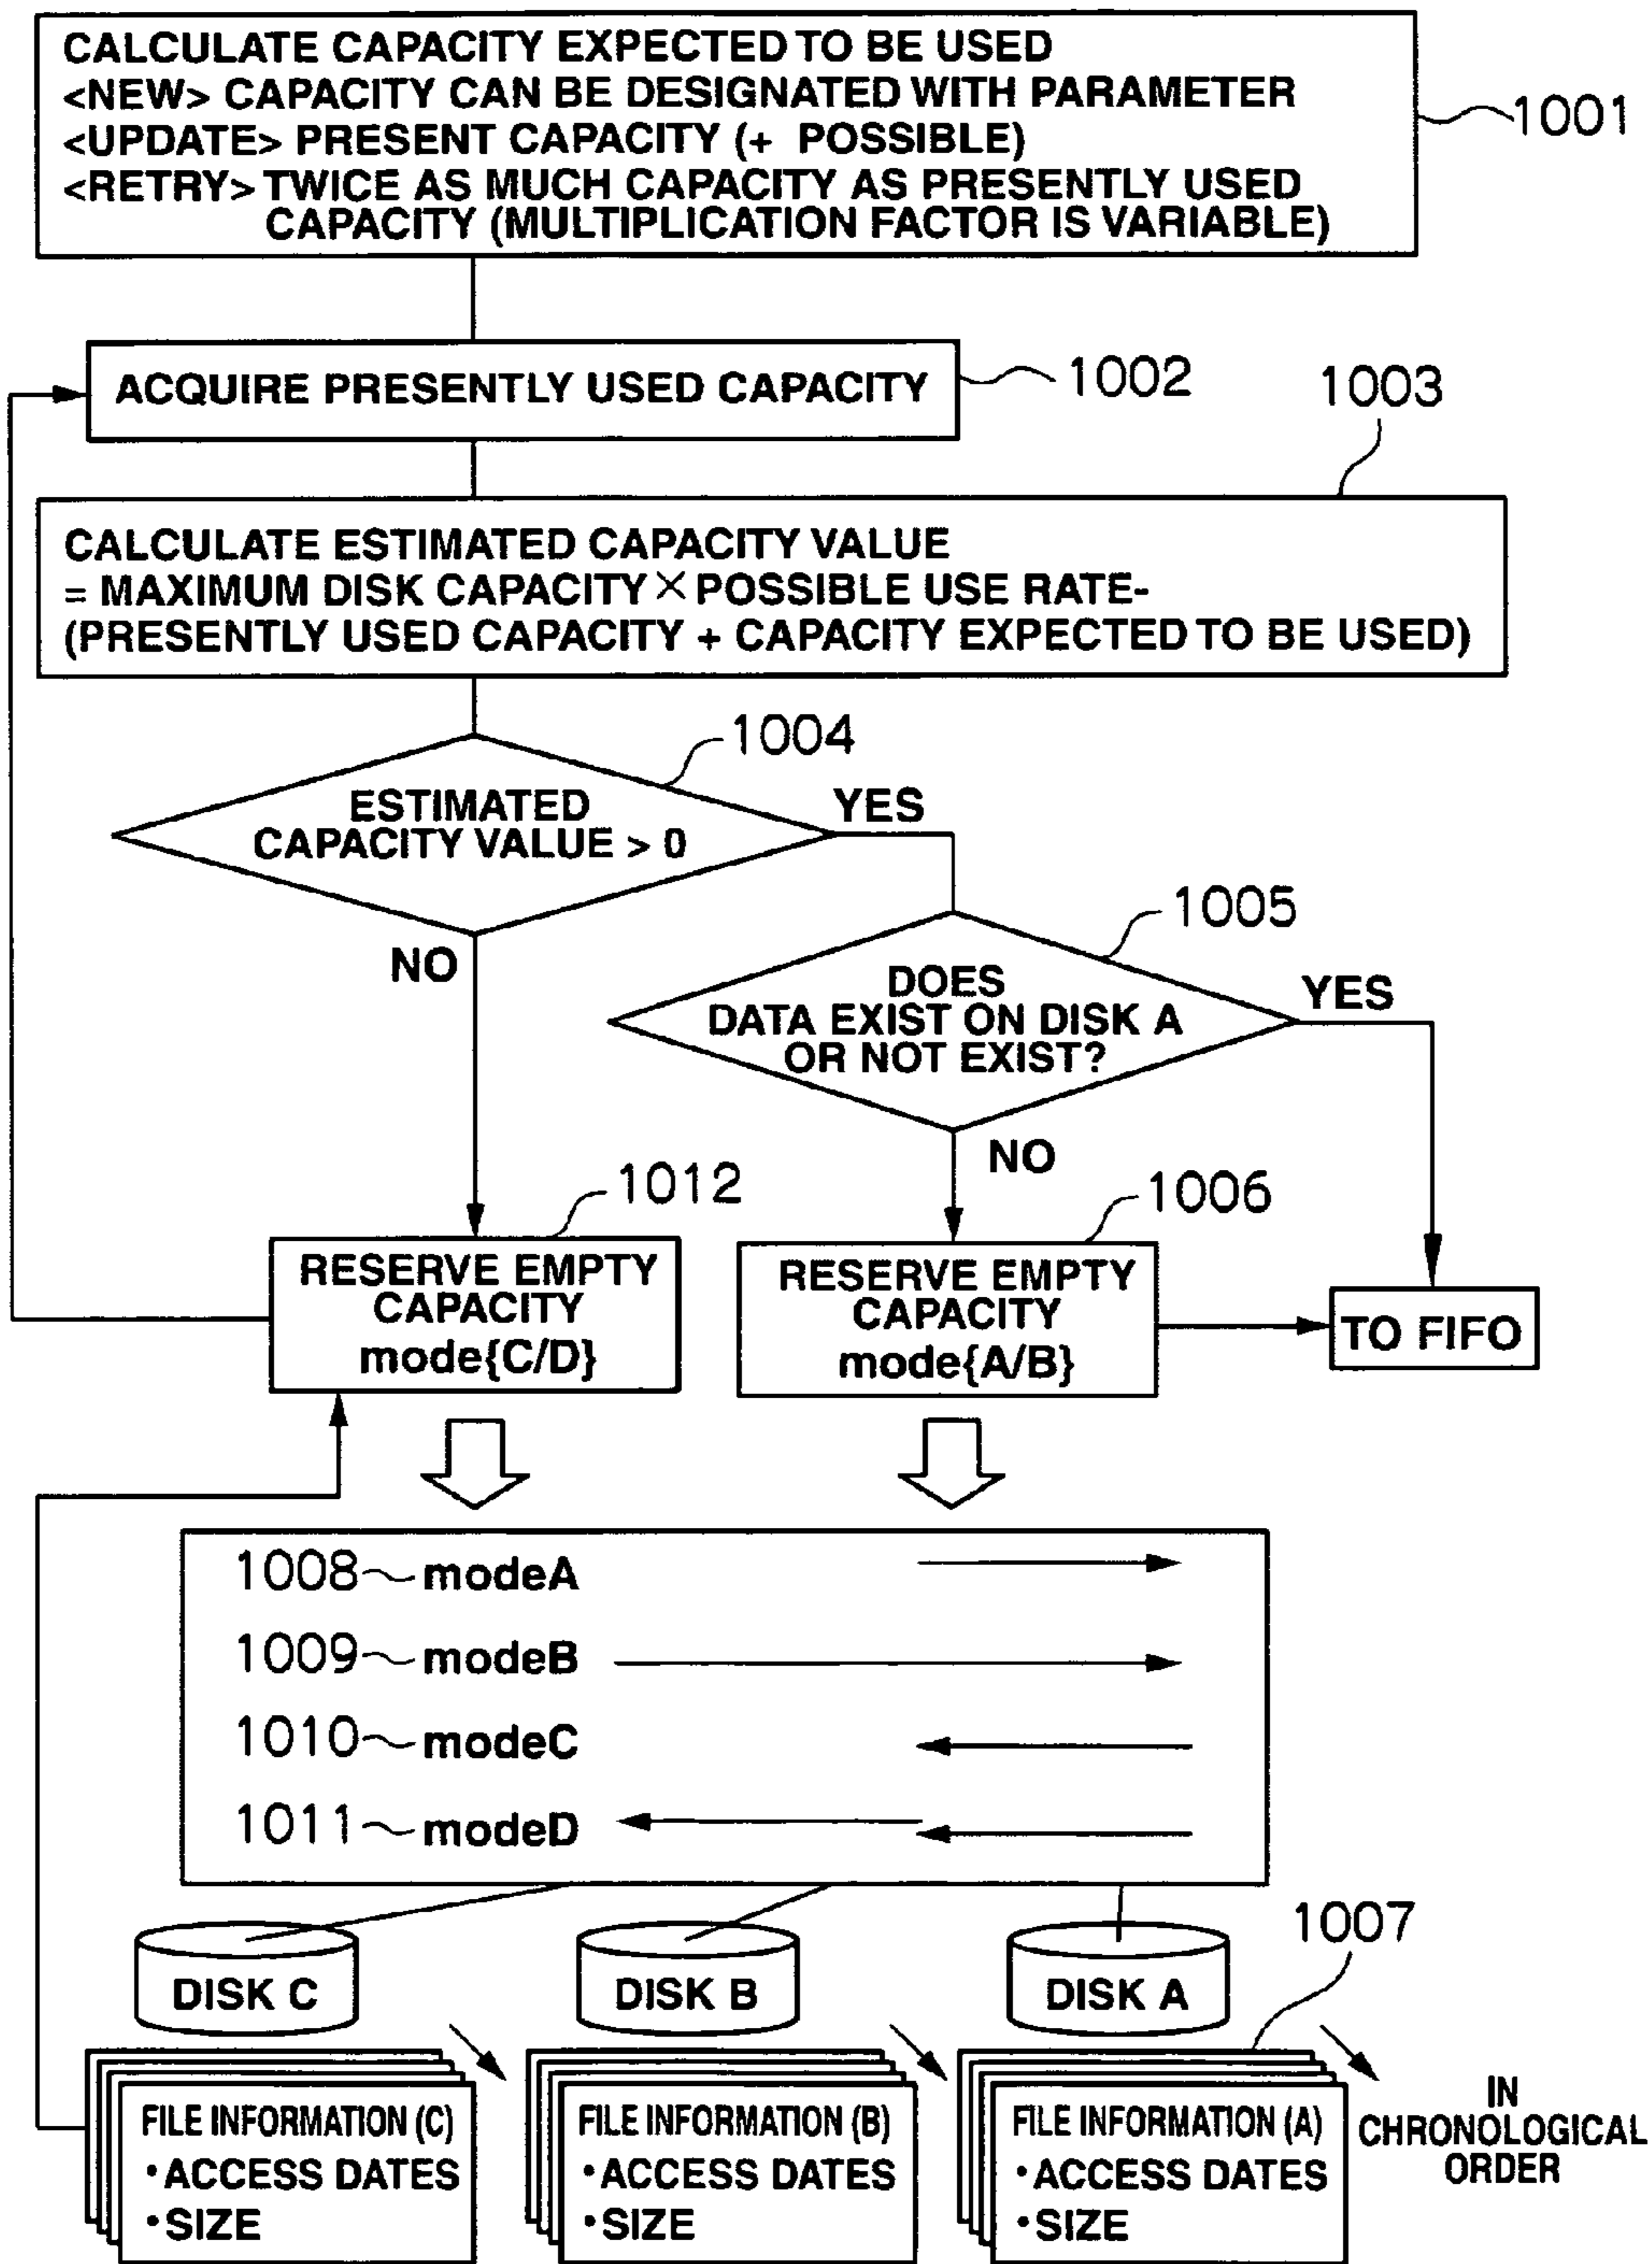 CALCULATE CAPACITY EXPECTED TO BE USED
<NEW> CAPACITY CAN BE DESIGNATED WITH PARAMETER
<UPDATE> PRESENT CAPACITY (+ POSSIBLE)
<RETRY> TWICE AS MUCH CAPACITY AS PRESENTLY USED
CAPACITY (MULTIPLICATION FACTOR IS VARIABLE)
1001
ACQUIRE PRESENTLY USED CAPACITY
1002
1003
CALCULATE ESTIMATED CAPACITY VALUE
= MAXIMUM DISK CAPACITY × POSSIBLE USE RATE-
(PRESENTLY USED CAPACITY + CAPACITY EXPECTED TO BE USED)
1004
ESTIMATED
CAPACITY VALUE > 0
YES
NO
1005
DOES
DATA EXIST ON DISK A
OR NOT EXIST?
YES
NO
1012
RESERVE EMPTY
CAPACITY
mode{C/D}
1006
RESERVE EMPTY
CAPACITY
mode{A/B}
TO FIFO
1008 modeA
1009 modeB
1010 modeC
1011 modeD
DISK C
DISK B
DISK A
1007
FILE INFORMATION (C)
•ACCESS DATES
•SIZE
FILE INFORMATION (B)
•ACCESS DATES
•SIZE
FILE INFORMATION (A)
•ACCESS DATES
•SIZE
IN
CHRONOLOGICAL
ORDER